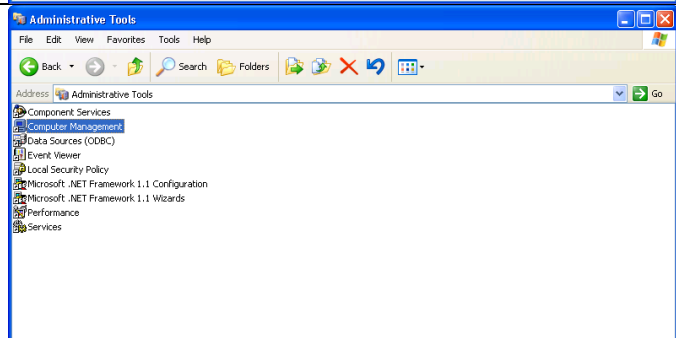 Administrative Tools
File Edit View Favorites Tools Help
Back Search Folders
Address Administrative Tools Go
Component Services
Computer Management
Data Sources (ODBC)
Event Viewer
Local Security Policy
Microsoft .NET Framework 1.1 Configuration
Microsoft .NET Framework 1.1 Wizards
Performance
Services